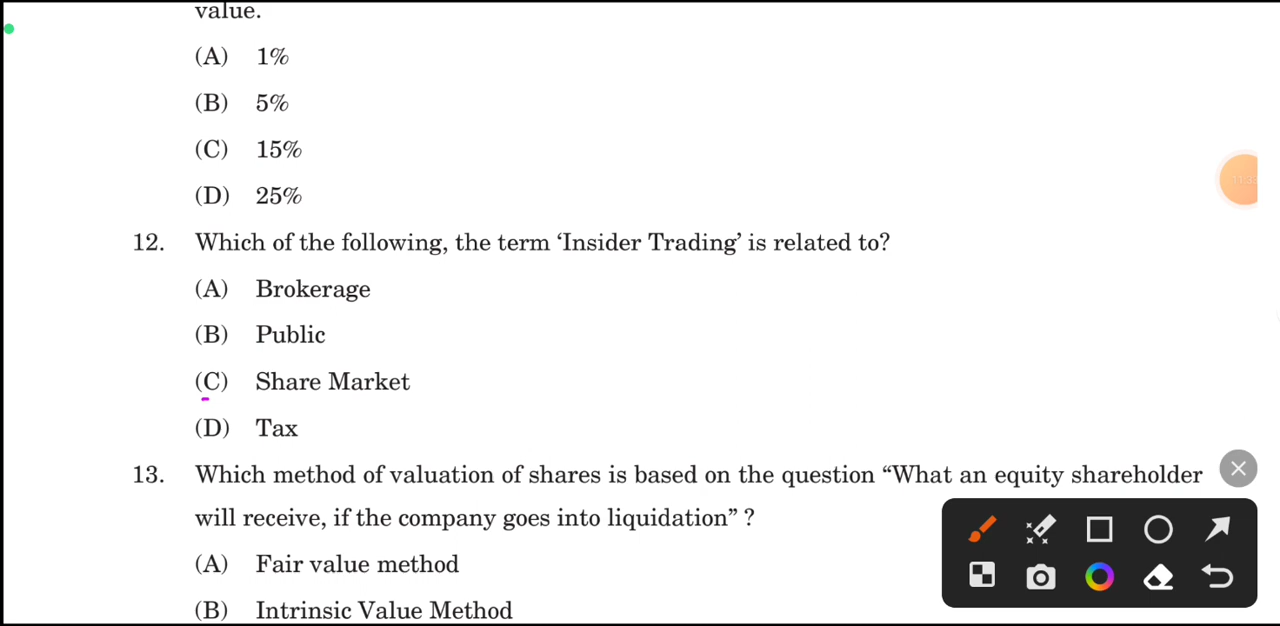 value.
(A) 1%
(B) 5%
(C) 15%
(D) 25%
12. Which of the following, the term ‘Insider Trading’ is related to?
(A) Brokerage
(B) Public
(C) Share Market
(D) Tax
13. Which method of valuation of shares is based on the question “What an equity shareholder
will receive, if the company goes into liquidation” ?
(A) Fair value method
(B) Intrinsic Value Method